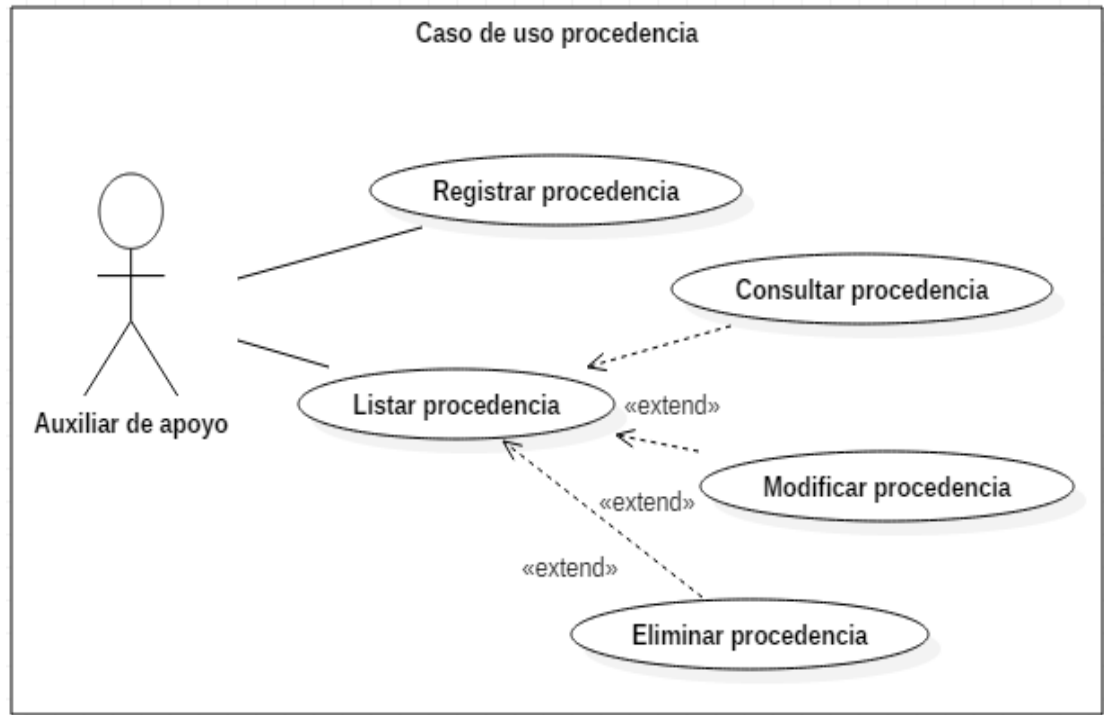 Caso de uso procedencia
Registrar procedencia
Consultar procedencia
Listar procedencia
«extend»
Auxiliar de apoyo
Modificar procedencia
«extend»
«extend»
Eliminar procedencia